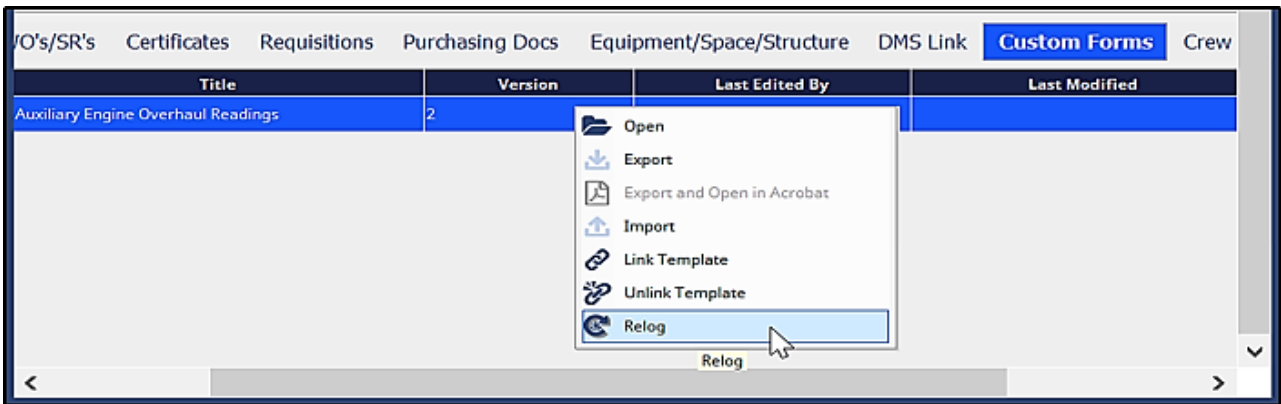 /O's/SR's Certificates Requisitions Purchasing Docs Equipment/Space/Structure DMS Link Custom Forms Crew
Title Version Last Edited By Last Modified
Auxiliary Engine Overhaul Readings 2
Open
Export
Export and Open in Acrobat
Import
Link Template
Unlink Template
Relog
Relog